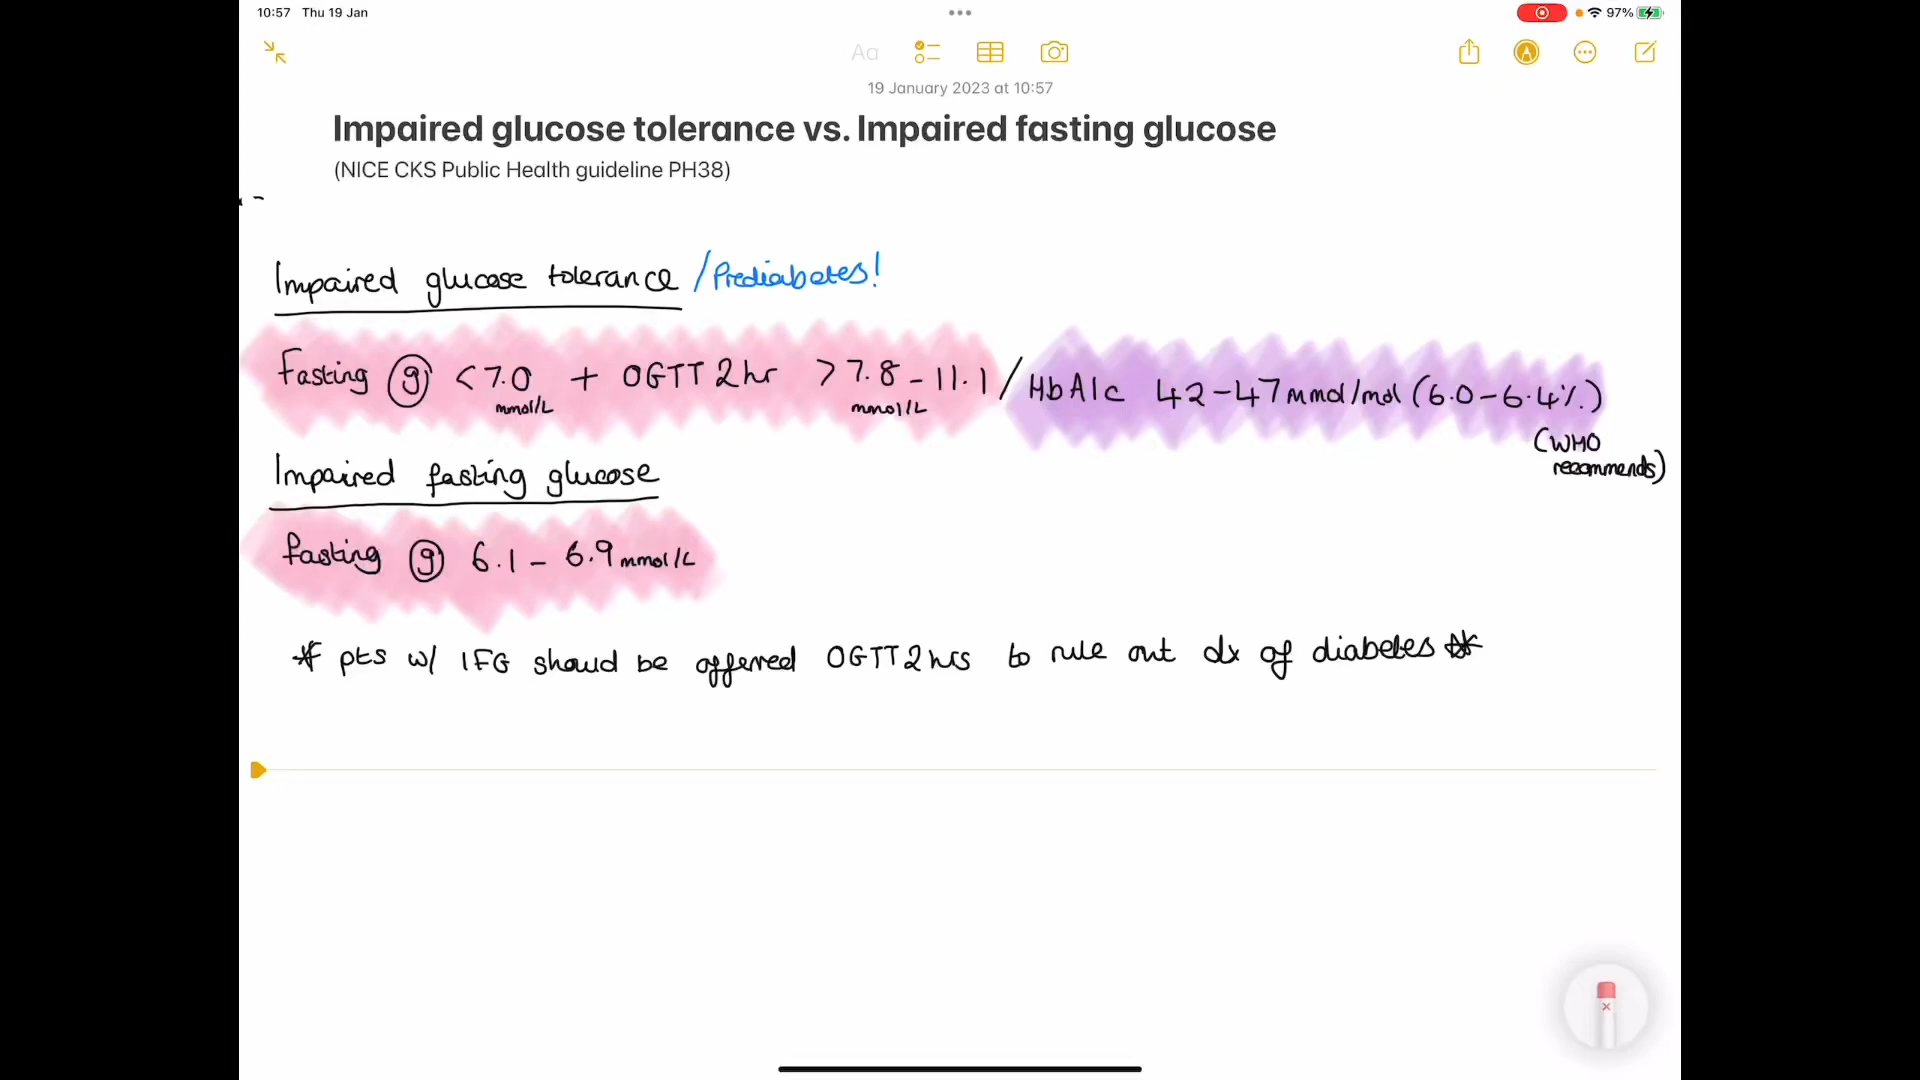 10:57 Thu 19 Jan
97%
Aa
19 January 2023 at 10:57
Impaired glucose tolerance vs. Impaired fasting glucose
(NICE CKS Public Health guideline PH38)
Impaired glucose tolerance / Prediabetes!
Fasting g < 7.0 mmol/L + OGTT 2hr > 7.8 - 11.1 mmol/L / HbA1c 42-47 mmol/mol (6.0-6.4%)
(WHO
recommends)
Impaired fasting glucose
fasting g 6.1 - 6.9 mmol/L
* pts w/ IFG should be offered OGTT 2hrs to rule out dx of diabetes *